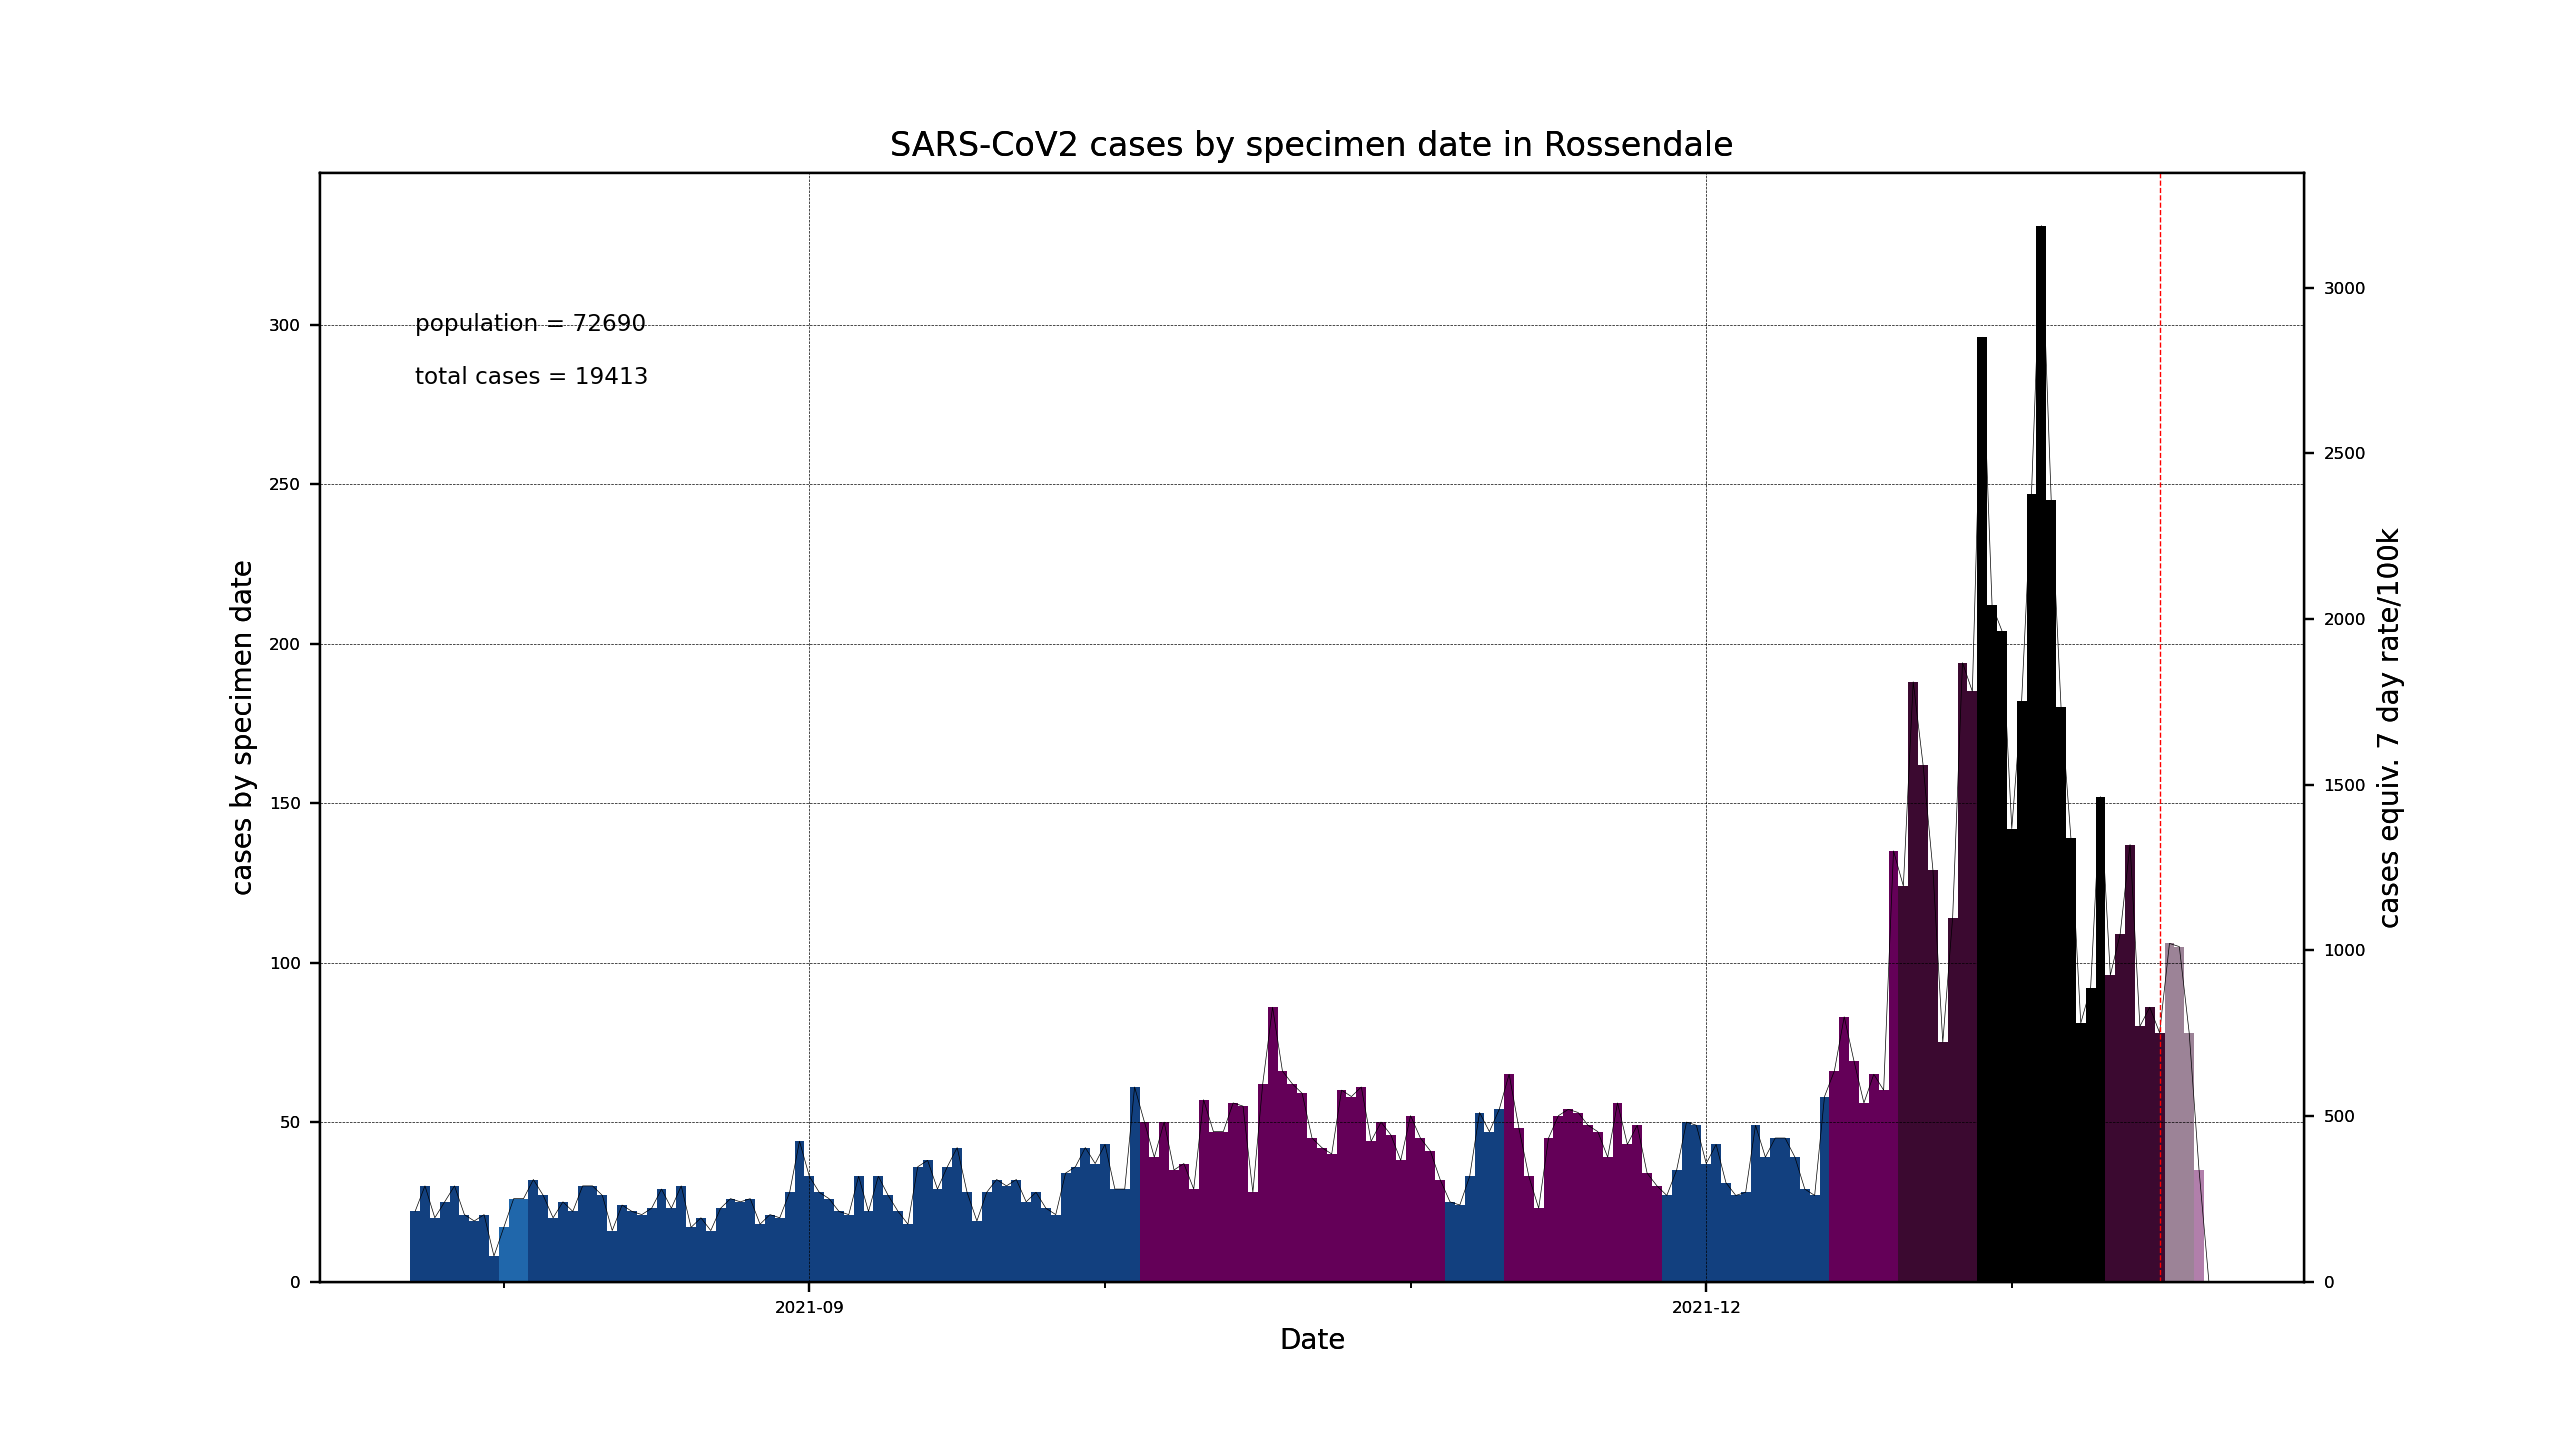 SARS-CoV2 cases by specimen date in Rossendale
population = 72690
total cases = 19413
cases by specimen date
300
250
200
150
100
50
0
3000
2500
2000
1500
1000
500
0
cases equiv. 7 day rate/100k
2021-09
2021-12
Date